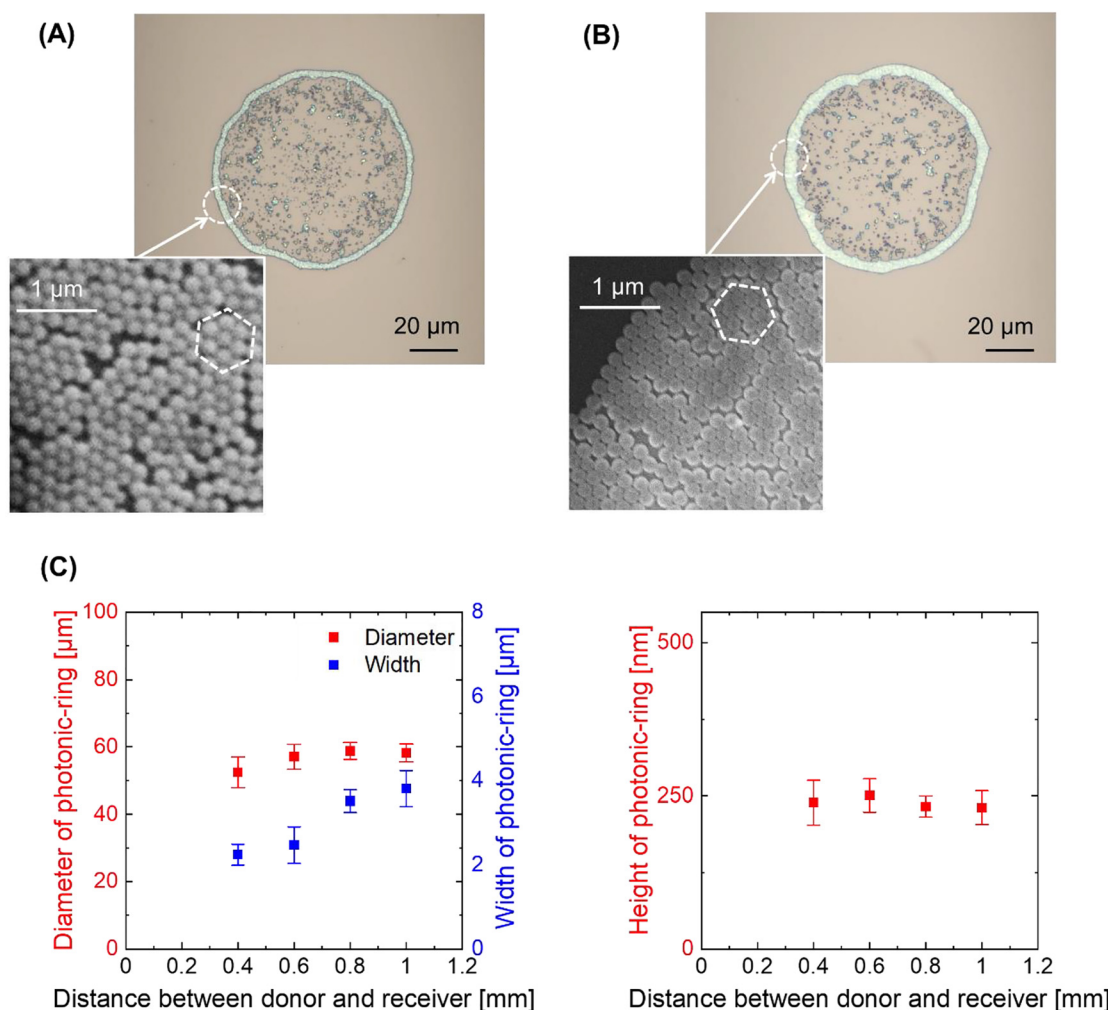 (A)
(B)
1 μm
20 μm
1 μm
20 μm
(C)
Diameter of photonic-ring [μm]
100
80
60
40
20
0
Diameter
Width
8
6
4
2
0
Width of photonic-ring [μm]
0 0.2 0.4 0.6 0.8 1 1.2
Distance between donor and receiver [mm]
Height of photonic-ring [nm]
500
250
0
0 0.2 0.4 0.6 0.8 1 1.2
Distance between donor and receiver [mm]